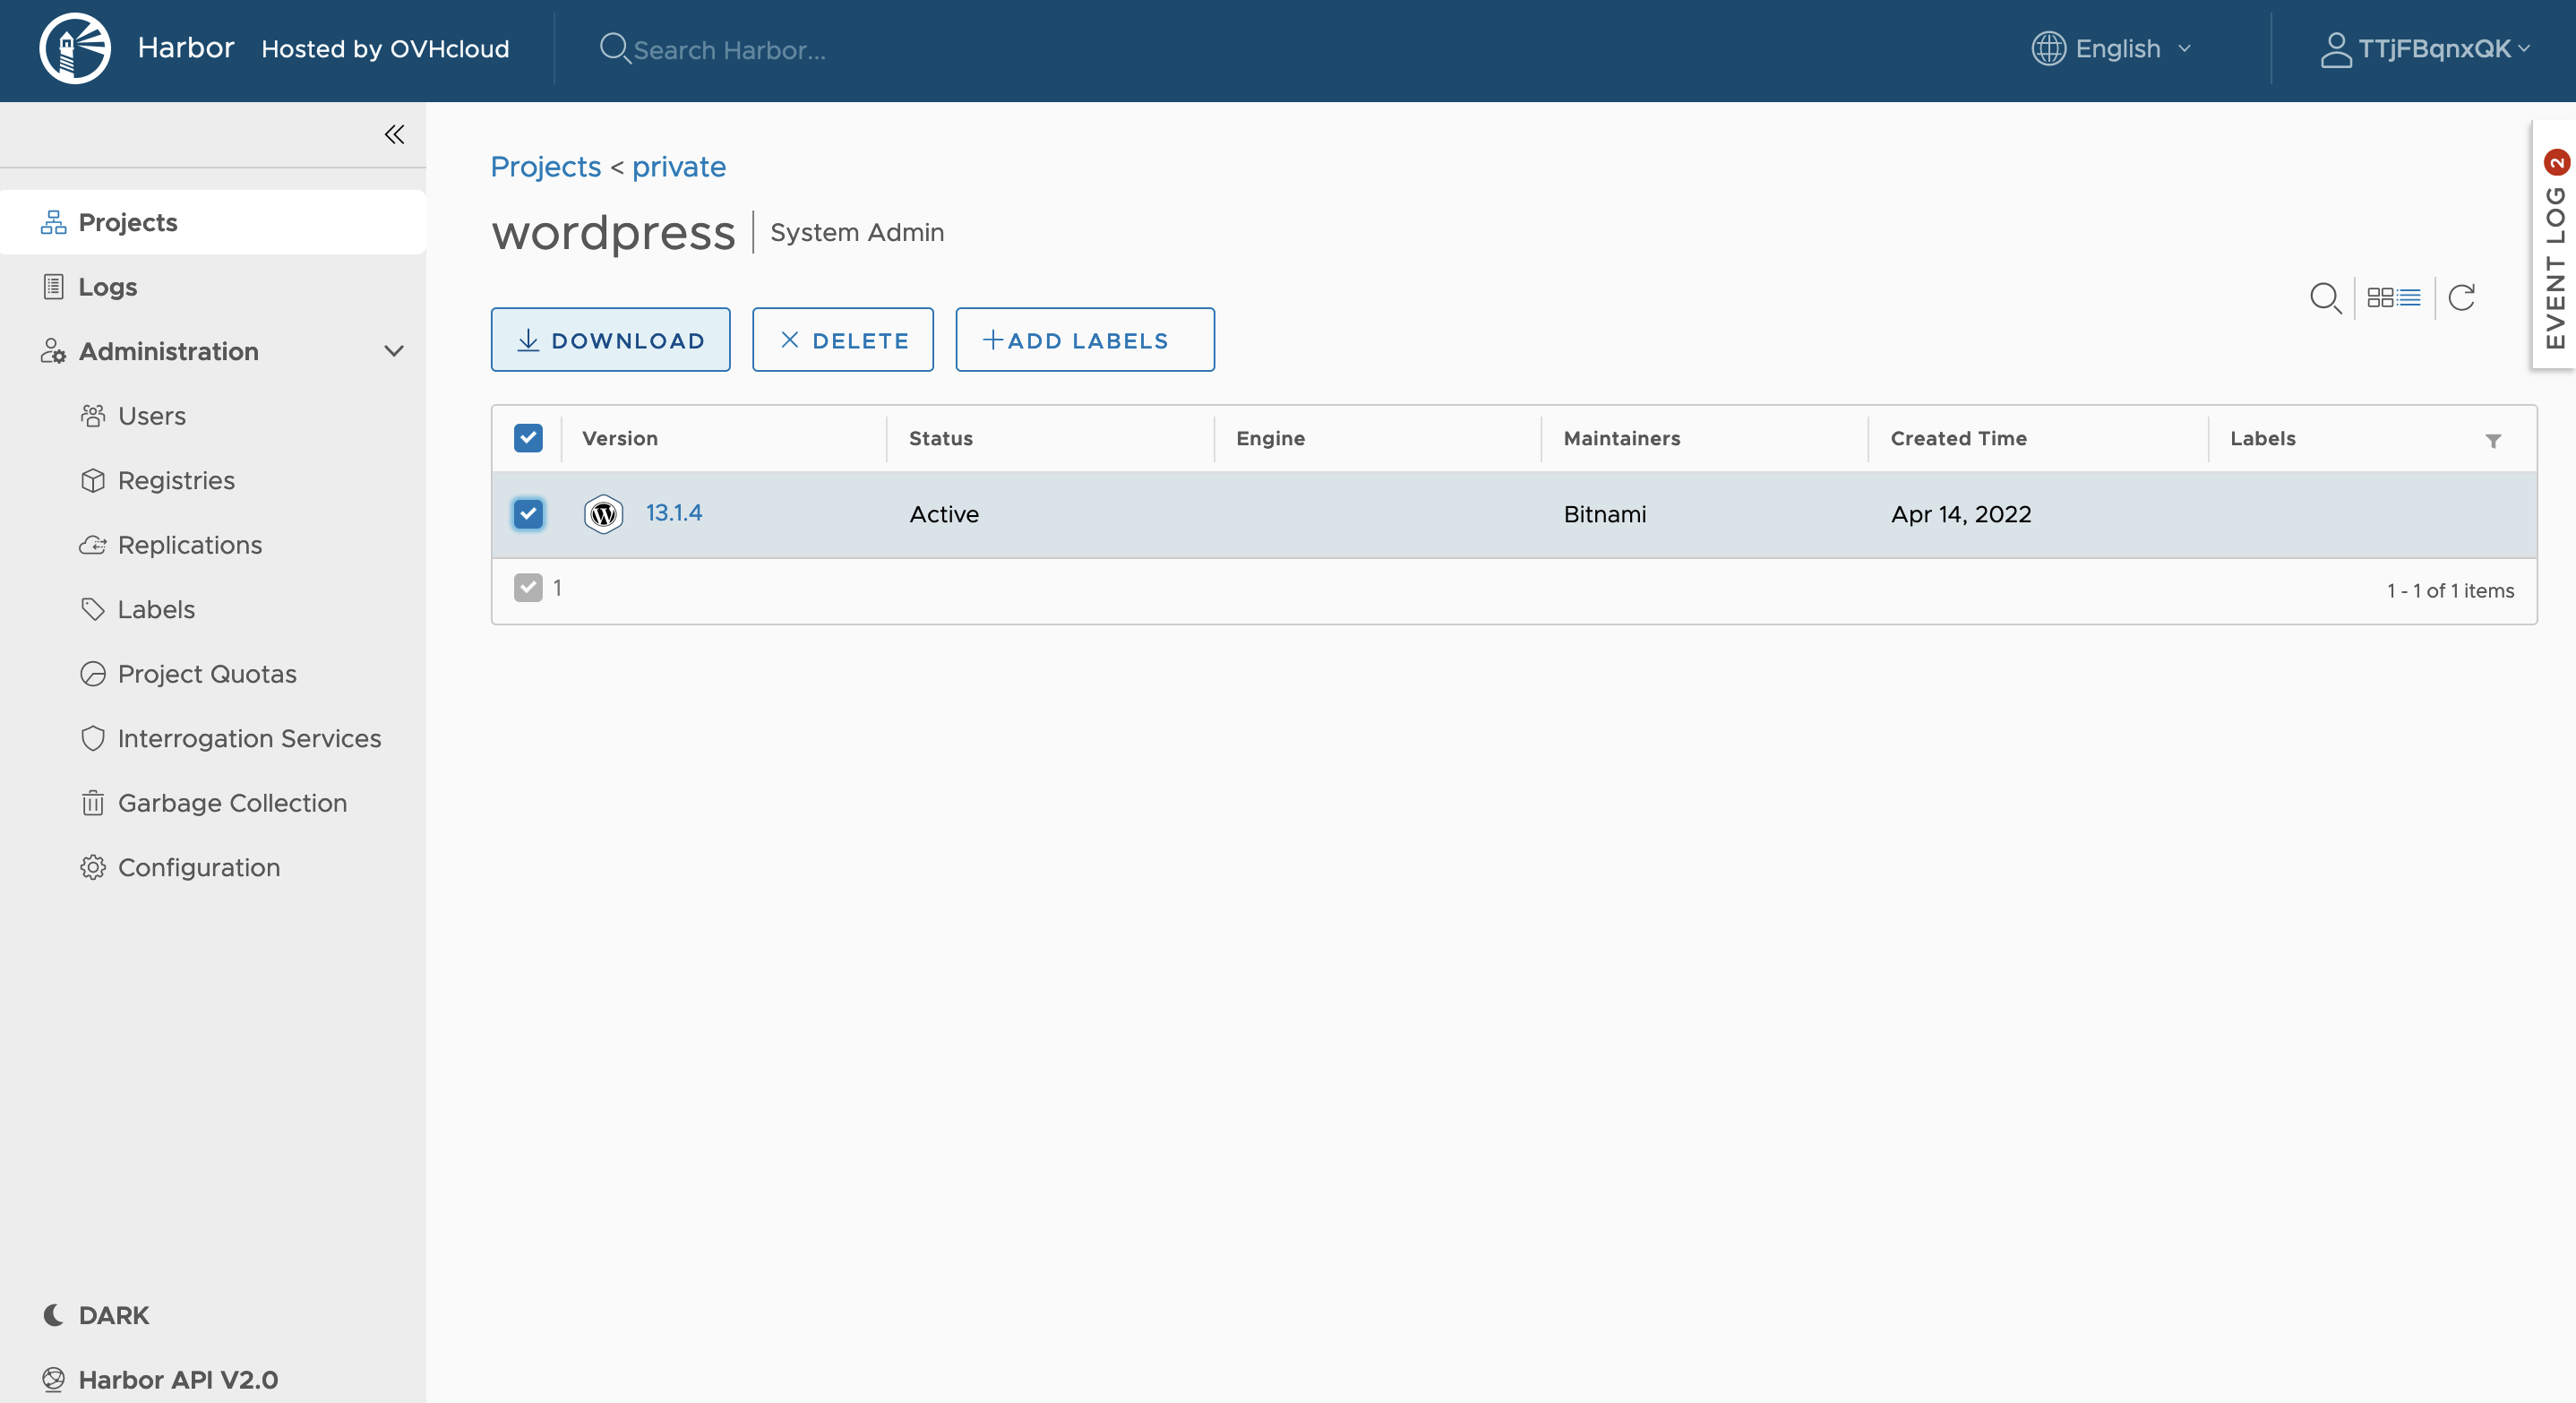 Harbor Hosted by OVHcloud Search Harbor... English TTjFBqnxQK
Projects
Logs
Administration
Users
Registries
Replications
Labels
Project Quotas
Interrogation Services
Garbage Collection
Configuration
DARK
Harbor API V2.0
Projects < private
wordpress System Admin
DOWNLOAD DELETE ADD LABELS
Version Status Engine Maintainers Created Time Labels
13.1.4 Active Bitnami Apr 14, 2022
1 1 - 1 of 1 items
EVENT LOG 2